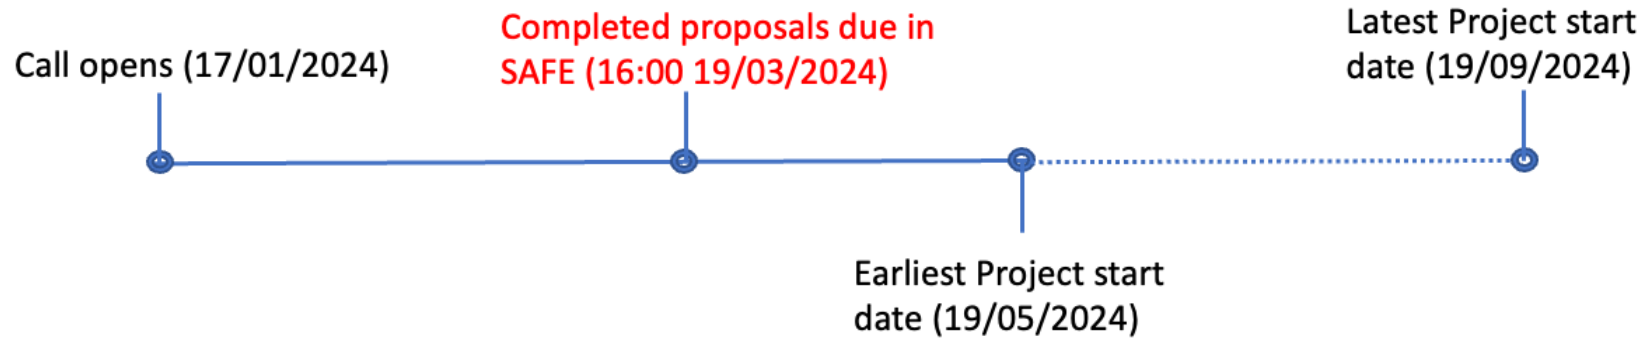 Call opens (17/01/2024)
Completed proposals due in
SAFE (16:00 19/03/2024)
Earliest Project start
date (19/05/2024)
Latest Project start
date (19/09/2024)